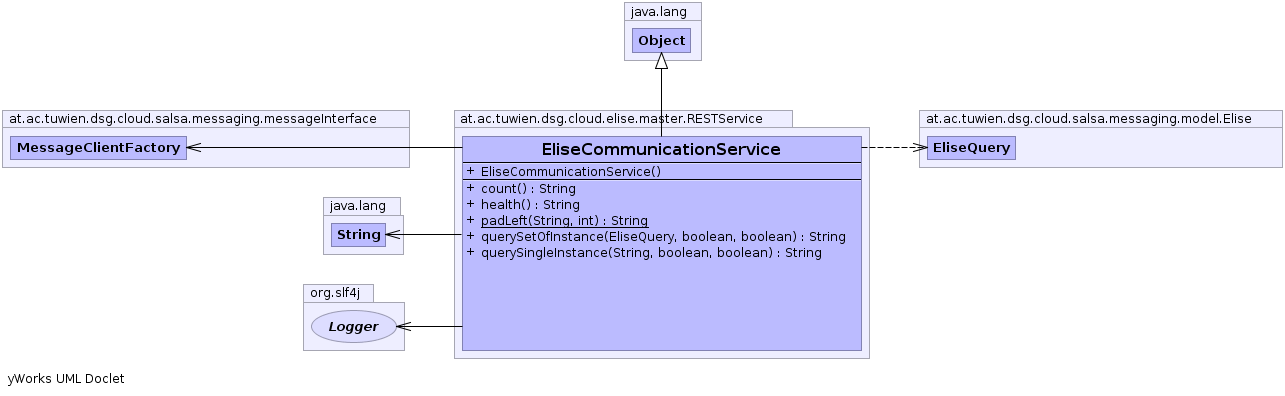 java.lang
Object
at.ac.tuwien.dsg.cloud.salsa.messaging.messageInterface
MessageClientFactory
at.ac.tuwien.dsg.cloud.elise.master.RESTService
EliseCommunicationService
+ EliseCommunicationService()
+ count() : String
+ health() : String
+ padLeft(String, int) : String
+ querySetOfInstance(EliseQuery, boolean, boolean) : String
+ querySingleInstance(String, boolean, boolean) : String
at.ac.tuwien.dsg.cloud.salsa.messaging.model.Elise
EliseQuery
java.lang
String
org.slf4j
Logger
yWorks UML Doclet